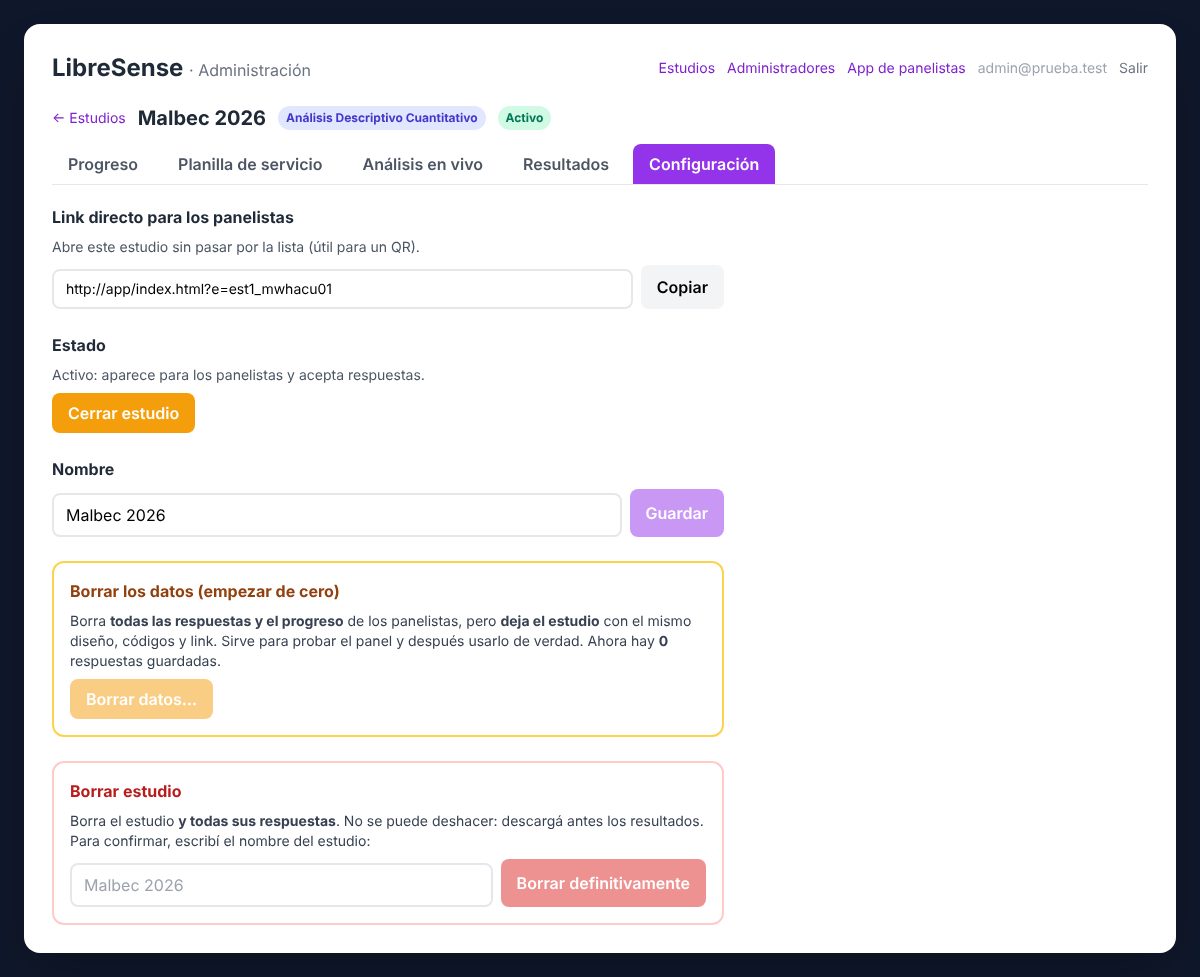 LibreSense · Administración
Estudios Administradores App de panelistas admin@prueba.test Salir
← Estudios Malbec 2026 Análisis Descriptivo Cuantitativo Activo
Progreso Planilla de servicio Análisis en vivo Resultados Configuración
Link directo para los panelistas
Abre este estudio sin pasar por la lista (útil para un QR).
http://app/index.html?e=est1_mwhacu01 Copiar
Estado
Activo: aparece para los panelistas y acepta respuestas.
Cerrar estudio
Nombre
Malbec 2026 Guardar
Borrar los datos (empezar de cero)
Borra todas las respuestas y el progreso de los panelistas, pero deja el estudio con el mismo
diseño, códigos y link. Sirve para probar el panel y después usarlo de verdad. Ahora hay 0
respuestas guardadas.
Borrar datos...
Borrar estudio
Borra el estudio y todas sus respuestas. No se puede deshacer: descargá antes los resultados.
Para confirmar, escribí el nombre del estudio:
Malbec 2026 Borrar definitivamente